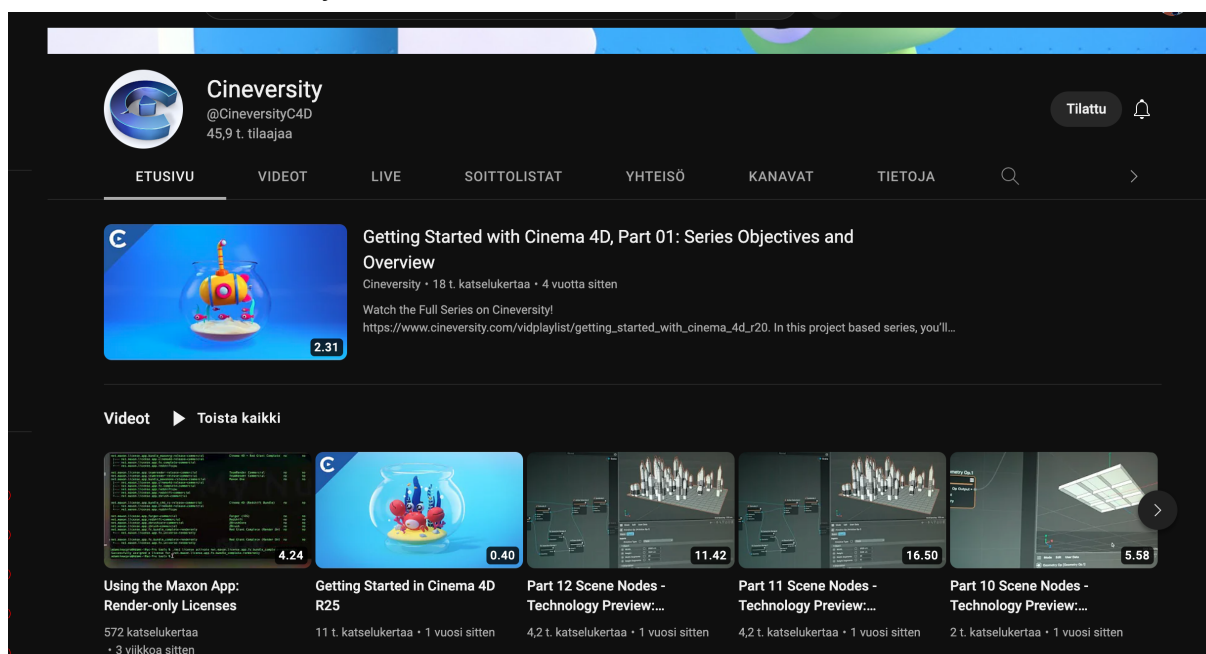 Cineversity
@CineversityC4D
45,9 t. tilaajaa
Tilattu
ETUSIVU VIDEOT LIVE SOITTOLISTAT YHTEISÖ KANAVAT TIETOJA
Getting Started with Cinema 4D, Part 01: Series Objectives and
Overview
Cineversity • 18 t. katselukertaa • 4 vuotta sitten
Watch the Full Series on Cineversity!
https://www.cineversity.com/vidplaylist/getting_started_with_cinema_4d_r20. In this project based series, you'll...
2.31
Videot Toista kaikki
4.24
0.40
11.42
16.50
5.58
Using the Maxon App:
Render-only Licenses
572 katselukertaa
• 3 viikkoa sitten
Getting Started in Cinema 4D
R25
11 t. katselukertaa • 1 vuosi sitten
Part 12 Scene Nodes -
Technology Preview:...
4,2 t. katselukertaa • 1 vuosi sitten
Part 11 Scene Nodes -
Technology Preview:...
4,2 t. katselukertaa • 1 vuosi sitten
Part 10 Scene Nodes -
Technology Preview:...
2 t. katselukertaa • 1 vuosi sitten